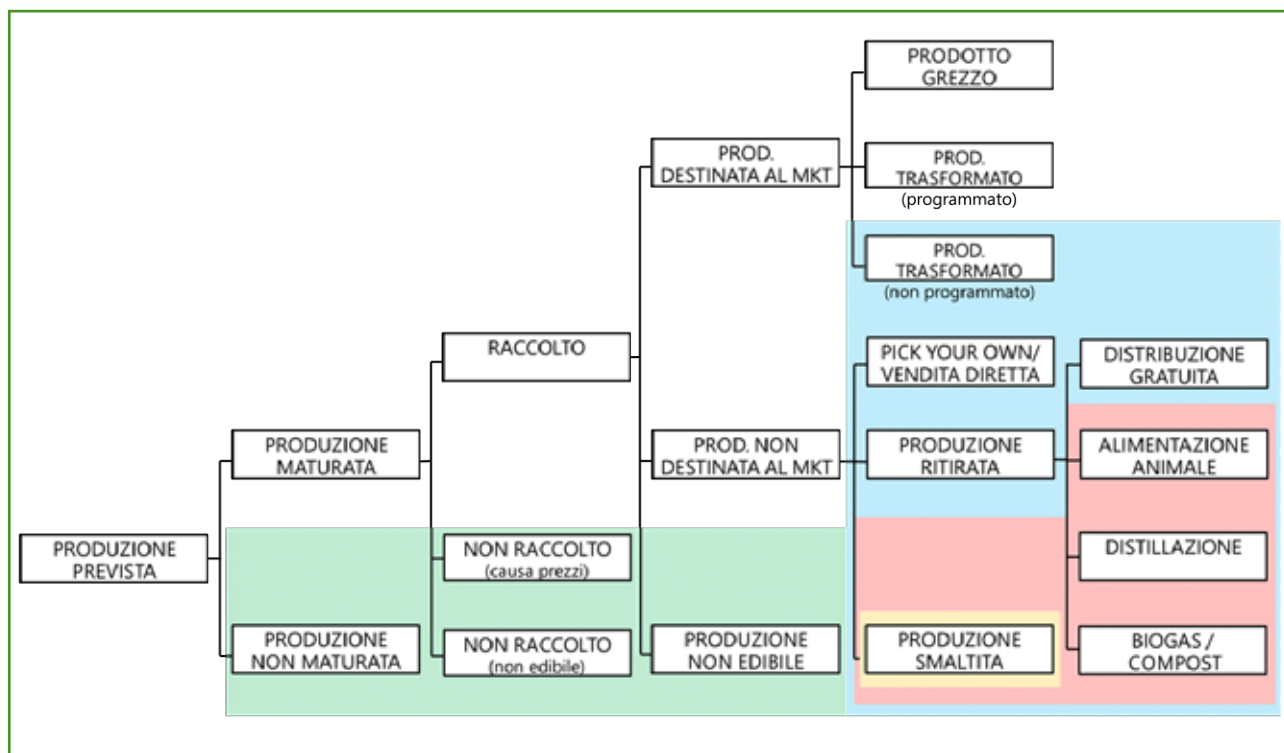 PRODOTTO
GREZZO
PROD.
DESTINATA AL MKT
PROD.
TRASFORMATO
(programmato)
PROD.
TRASFORMATO
(non programmato)
RACCOLTO
PICK YOUR OWN/
VENDITA DIRETTA
DISTRIBUZIONE
GRATUITA
PRODUZIONE
MATURATA
PROD. NON
DESTINATA AL MKT
PRODUZIONE
RITIRATA
ALIMENTAZIONE
ANIMALE
PRODUZIONE
PREVISTA
NON RACCOLTO
(causa prezzi)
DISTILLAZIONE
PRODUZIONE
NON MATURATA
NON RACCOLTO
(non edibile)
PRODUZIONE
NON EDIBILE
PRODUZIONE
SMALTITA
BIOGAS /
COMPOST